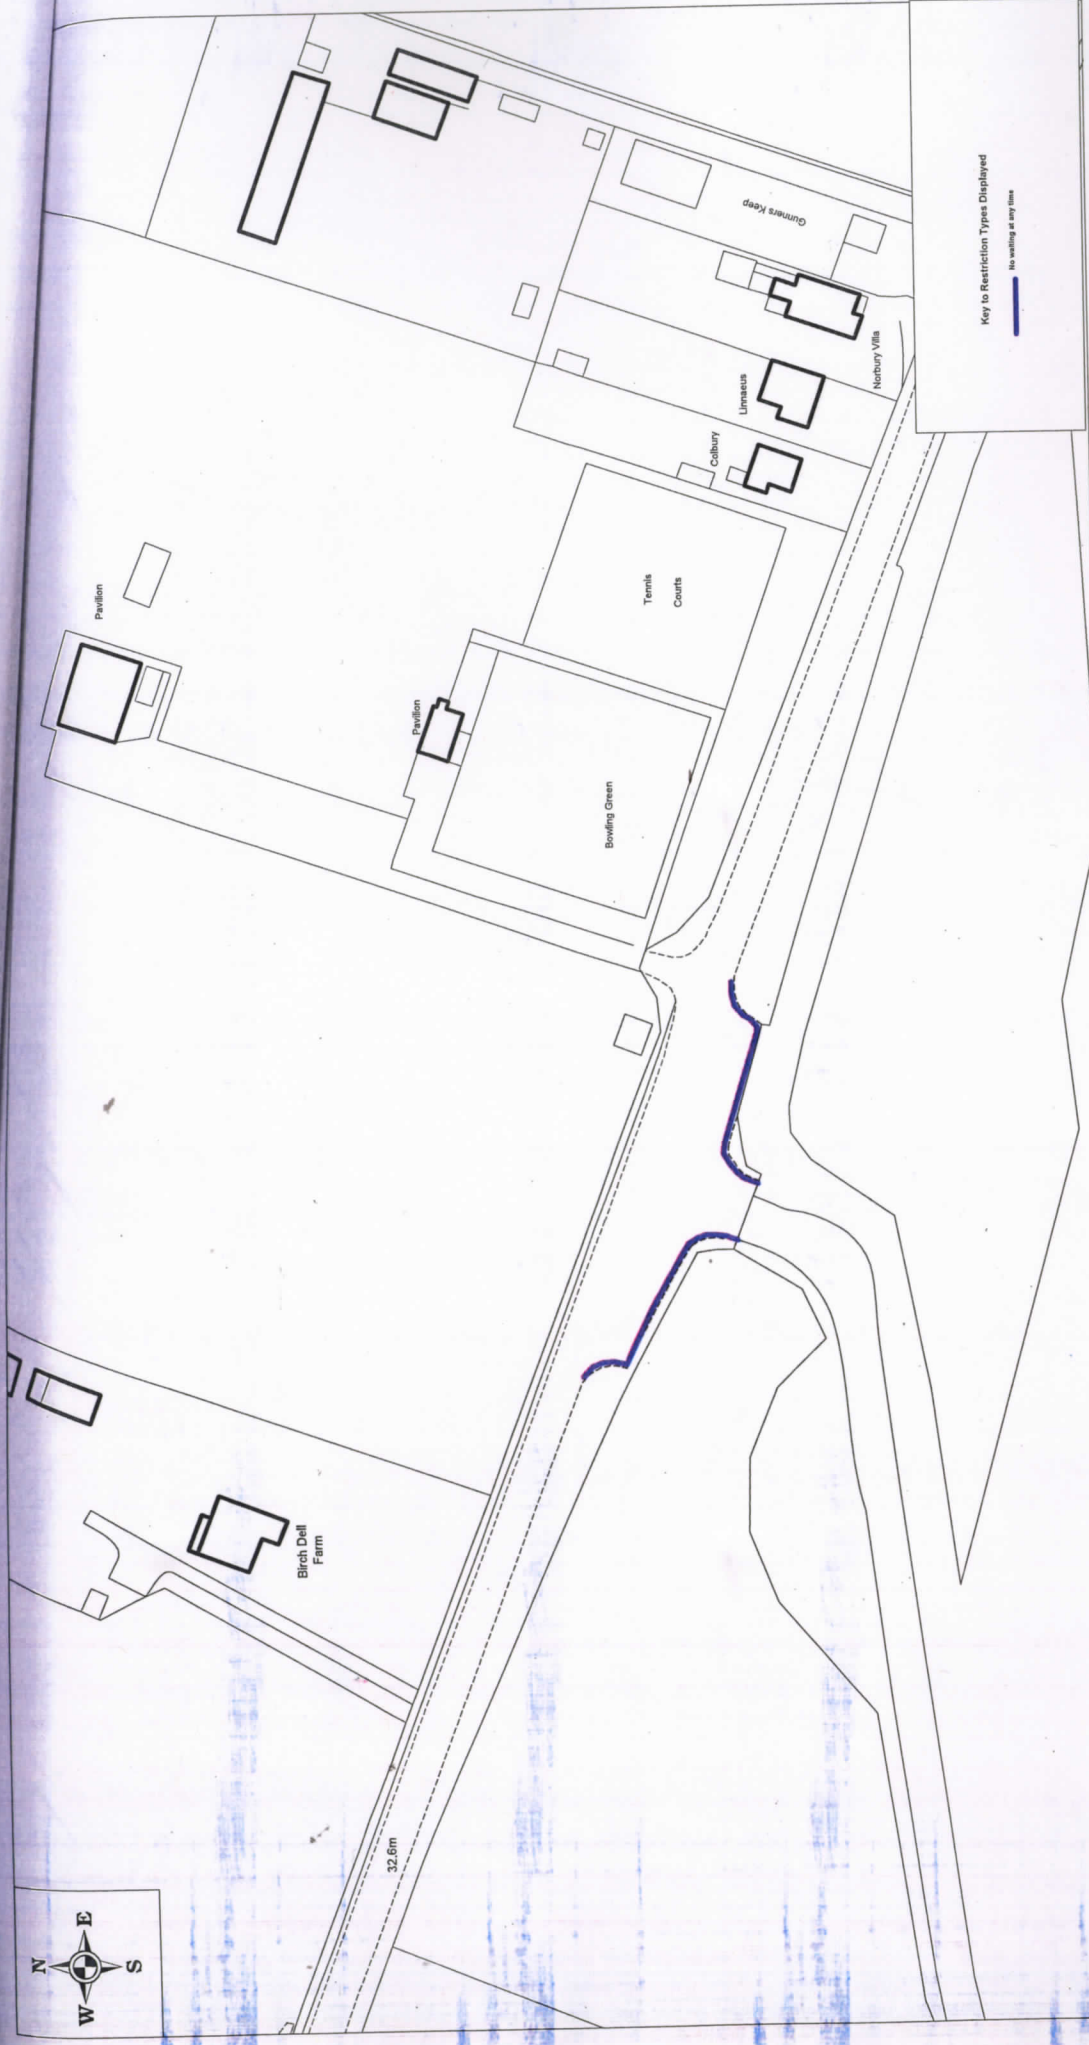 Pavilion
Pavilion
Bowling Green
Tennis
Courts
Colbury
Linnaeus
Norbury Villa
Gunners Keep
Birch Dell
Farm
32.6m
N
W
E
S
Key to Restriction Types Displayed
No waiting at any time